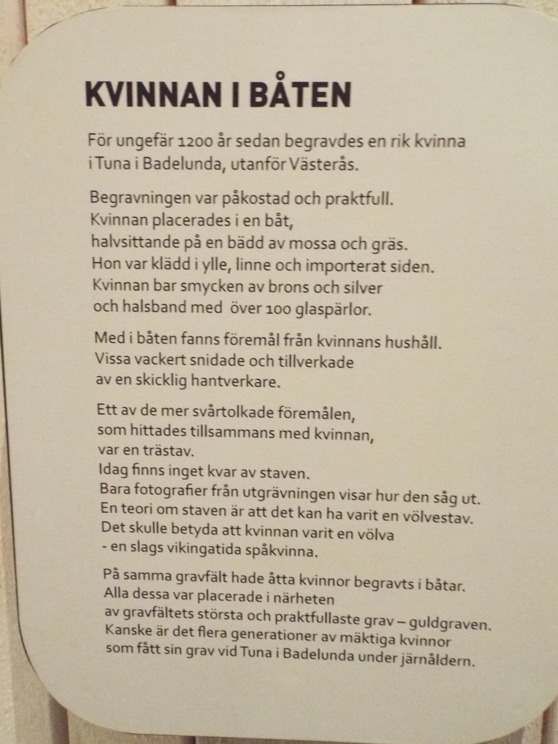 KVINNAN I BÅTEN
För ungefär 1200 år sedan begravdes en rik kvinna
i Tuna i Badelunda, utanför Västerås.
Begravningen var påkostad och praktfull.
Kvinnan placerades i en båt,
halvsittande på en bädd av mossa och gräs.
Hon var klädd i ylle, linne och importerat siden.
Kvinnan bar smycken av brons och silver
och halsband med över 100 glaspärlor.
Med i båten fanns föremål från kvinnans hushåll.
Vissa vackert snidade och tillverkade
av en skicklig hantverkare.
Ett av de mer svårtolkade föremålen,
som hittades tillsammans med kvinnan,
var en trästav.
Idag finns inget kvar av staven.
Bara fotografier från utgrävningen visar hur den såg ut.
En teori om staven är att det kan ha varit en völvestav.
Det skulle betyda att kvinnan varit en völva
- en slags vikingatida spåkvinna.
På samma gravfält hade åtta kvinnor begravts i båtar.
Alla dessa var placerade i närheten
av gravfältets största och praktfullaste grav – guldgraven.
Kanske är det flera generationer av mäktiga kvinnor
som fått sin grav vid Tuna i Badelunda under järnåldern.